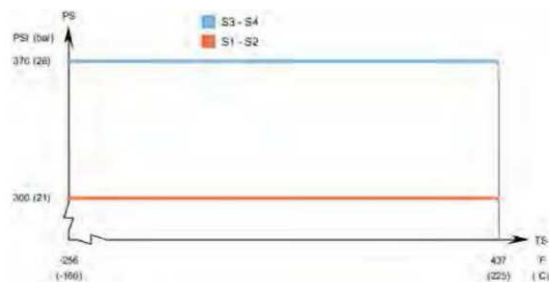 PS
S3 - S4
S1 - S2
PSI (bar)
370 (26)
300 (21)
TS
-256
437
F
(-160)
(225)
(C)